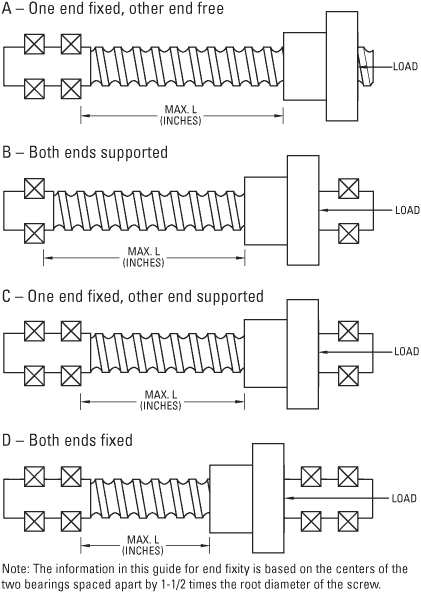 A – One end fixed, other end free
LOAD
MAX. L
(INCHES)
B – Both ends supported
LOAD
MAX. L
(INCHES)
C – One end fixed, other end supported
LOAD
MAX. L
(INCHES)
D – Both ends fixed
LOAD
MAX. L
(INCHES)
Note: The information in this guide for end fixity is based on the centers of the
two bearings spaced apart by 1-1/2 times the root diameter of the screw.